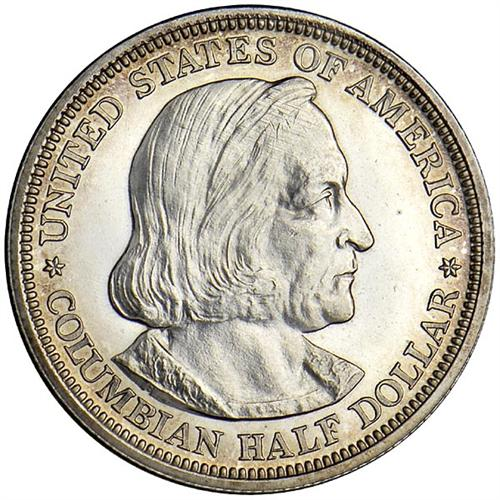 UNITED STATES OF AMERICA
COLUMBIAN HALF DOLLAR